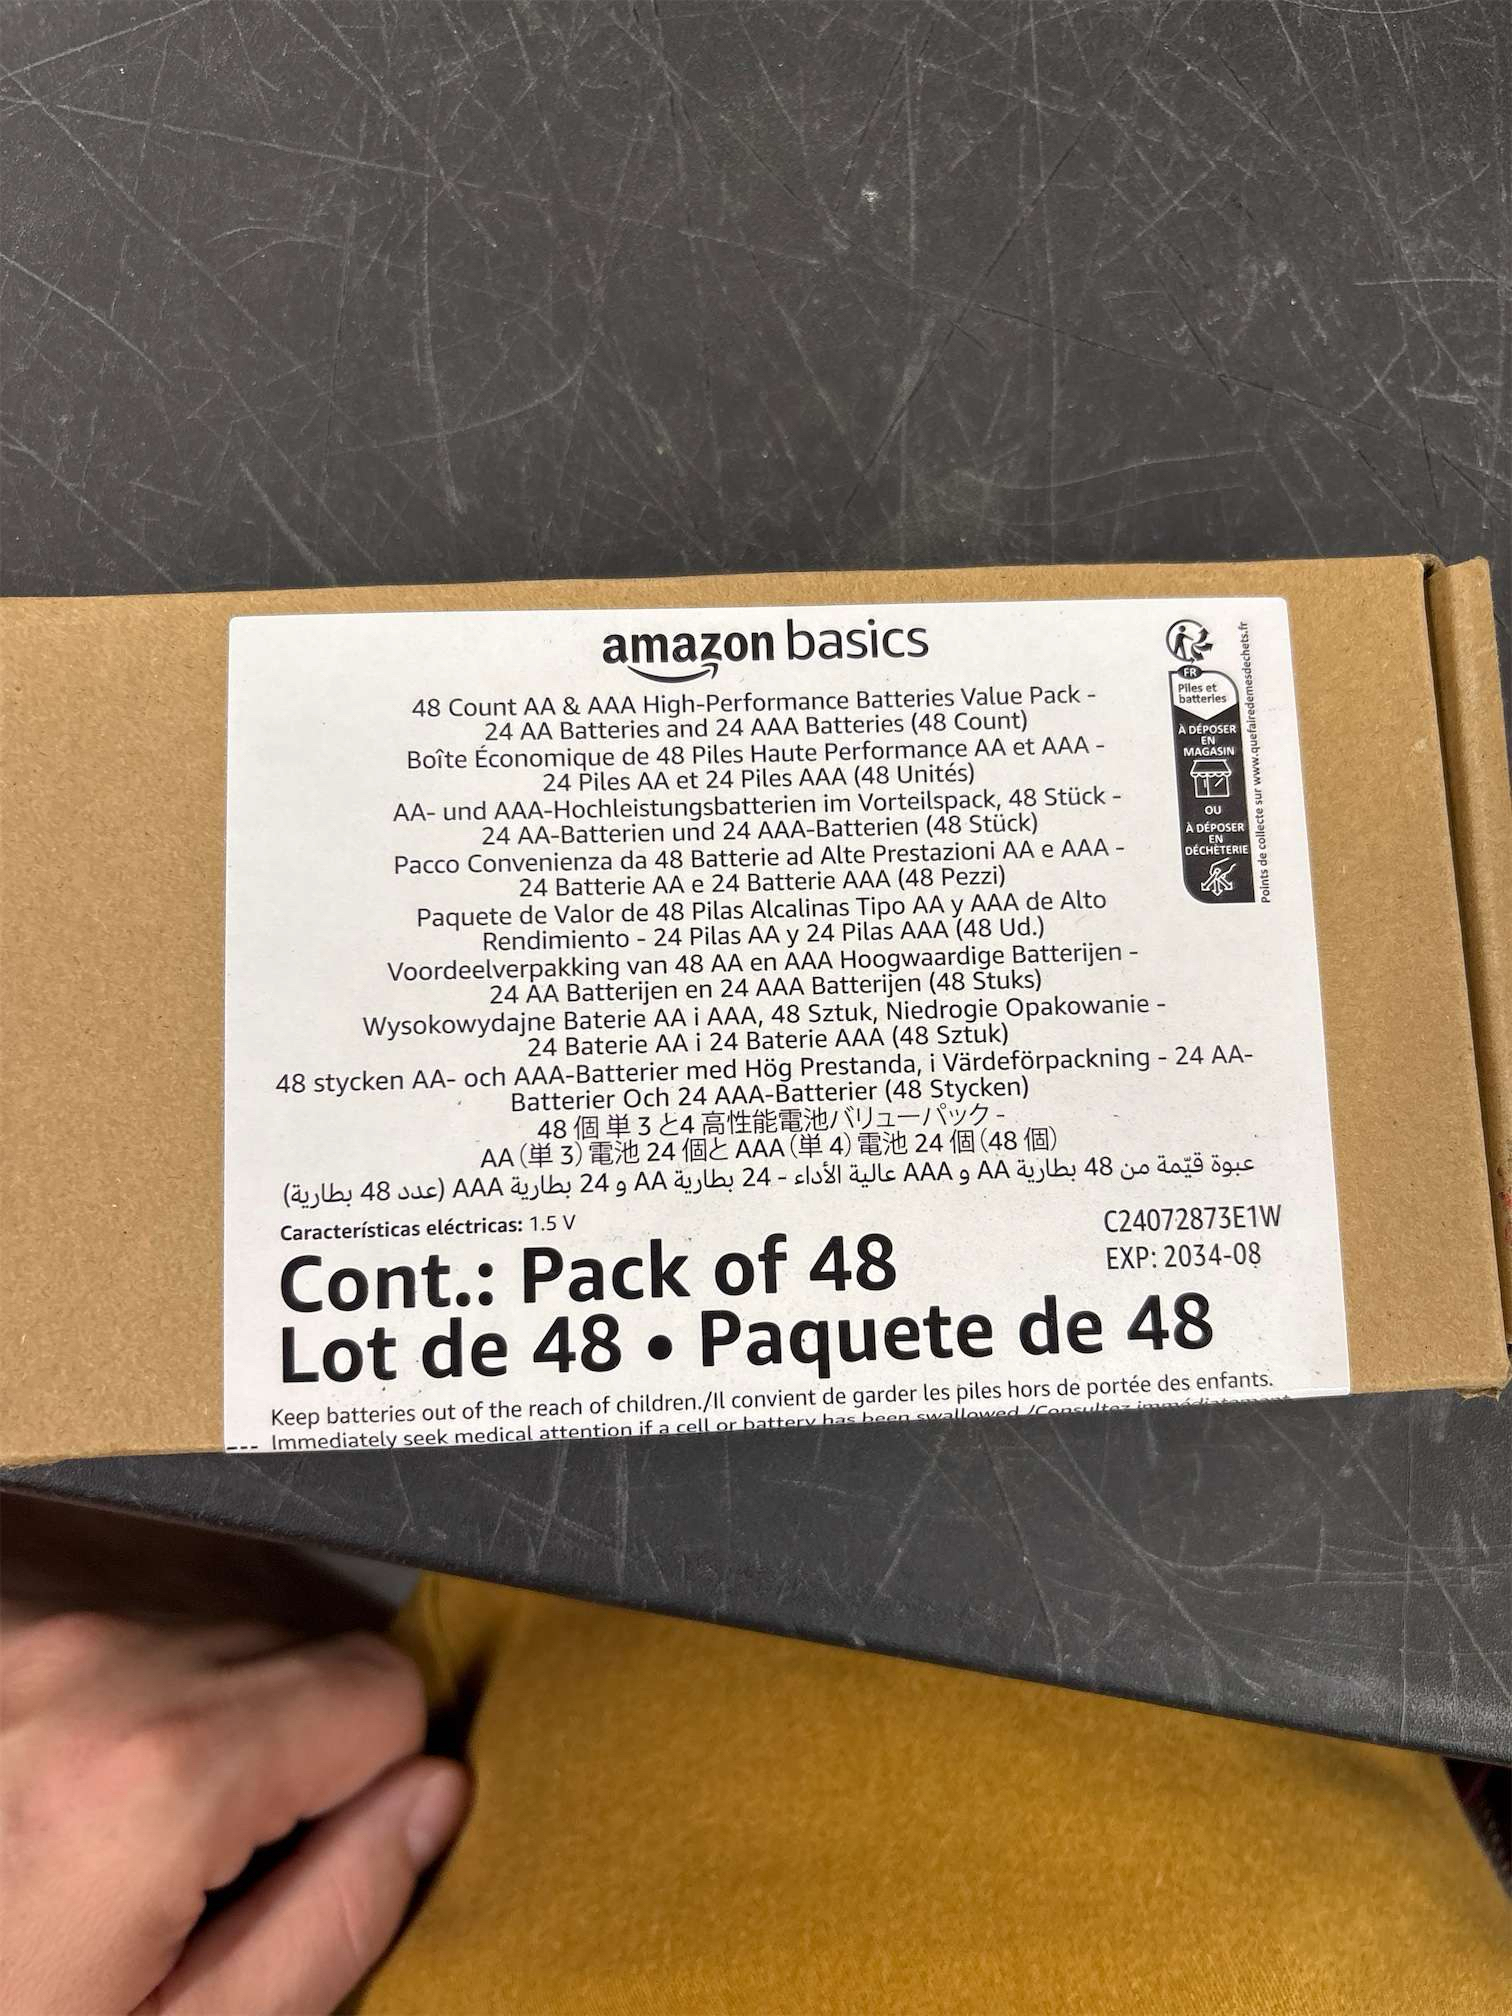 amazon basics
48 Count AA & AAA High-Performance Batteries Value Pack -
24 AA Batteries and 24 AAA Batteries (48 Count)
Boîte Économique de 48 Piles Haute Performance AA et AAA -
24 Piles AA et 24 Piles AAA (48 Unités)
AA- und AAA-Hochleistungsbatterien im Vorteilspack, 48 Stück -
24 AA-Batterien und 24 AAA-Batterien (48 Stück)
Pacco Convenienza da 48 Batterie ad Alte Prestazioni AA e AAA -
24 Batterie AA e 24 Batterie AAA (48 Pezzi)
Paquete de Valor de 48 Pilas Alcalinas Tipo AA y AAA de Alto
Rendimiento - 24 Pilas AA y 24 Pilas AAA (48 Ud.)
Voordeelverpakking van 48 AA en AAA Hoogwaardige Batterijen -
24 AA Batterijen en 24 AAA Batterijen (48 Stuks)
Wysokowydajne Baterie AA i AAA, 48 Sztuk, Niedrogie Opakowanie -
24 Baterie AA i 24 Baterie AAA (48 Sztuk)
48 stycken AA- och AAA-Batterier med Hög Prestanda, i Värdeförpackning - 24 AA-
Batterier Och 24 AAA-Batterier (48 Stycken)
48 個 単 3 と4 高性能電池バリューパック -
AA (単 3) 電池 24 個と AAA (単 4) 電池 24 個 (48 個)
عبوة قيّمة من 48 بطارية AA و AAA عالية الأداء - 24 بطارية AA و 24 بطارية AAA (عدد 48 بطارية)
Características eléctricas: 1.5 V
Cont.: Pack of 48
Lot de 48 • Paquete de 48
C24072873E1W
EXP: 2034-08
Keep batteries out of the reach of children./Il convient de garder les piles hors de portée des enfants.
Immediately seek medical attention if a cell or battery has been swallowed./Consultez immédiatement
FR
Piles et
batteries
À DÉPOSER
EN
MAGASIN
OU
À DÉPOSER
EN
DÉCHÈTERIE
Points de collecte sur www.quefairedemesdechets.fr